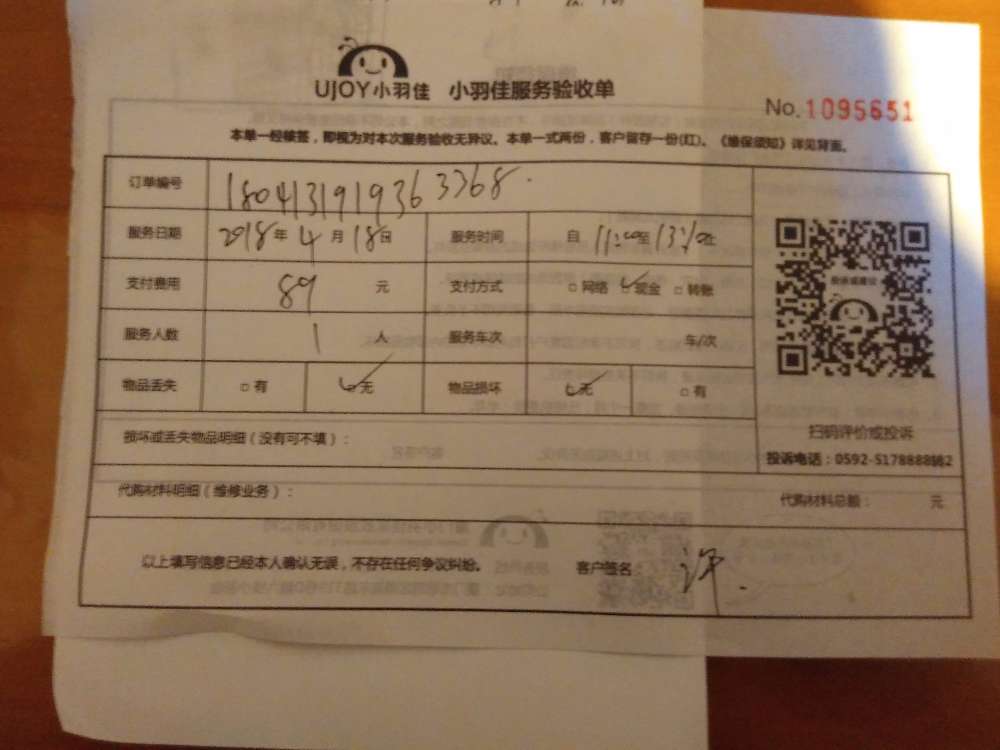 UJOY小羽佳 小羽佳服务验收单
No. 1095651
本单一经核签，即视为对本次服务验收无异议。本单一式两份，客户留存一份(红)。《维保须知》详见背面。
订单编号 180413191936 3368
服务日期 2018年 4 月 18日 服务时间 自 11:00至 13:
支付费用 89 元 支付方式 □网络 ✓现金 □转账
服务人数 1 人 服务车次 车/次
物品丢失 □有 ✓无 物品损坏 ✓无 □有
扫码评价或投诉
投诉电话：0592-5178888转2
损坏或丢失物品明细（没有可不填）：
代购材料明细（维修业务）： 代购材料总额： 元
以上填写信息已经本人确认无误，不存在任何争议纠纷。 客户签名： 许